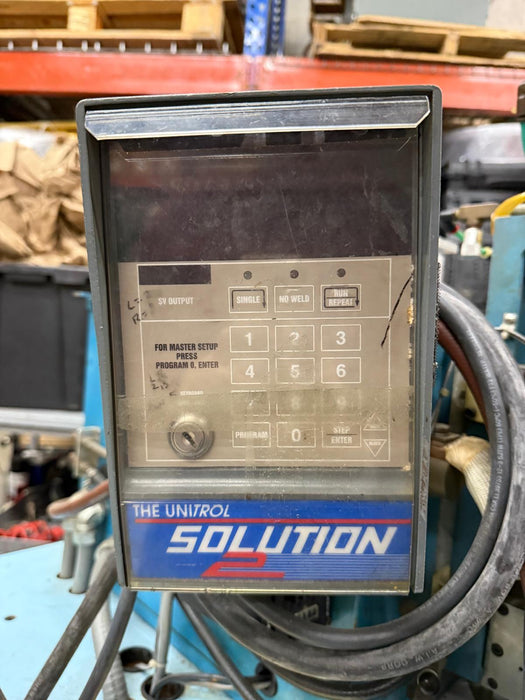 SV OUTPUT
SINGLE
NO WELD
RUN
REPEAT
FOR MASTER SETUP
PRESS
PROGRAM 0, ENTER
1 2 3
4 5 6
KEYBOARD
PROGRAM
0
STEP
ENTER
THE UNITROL
SOLUTION
2